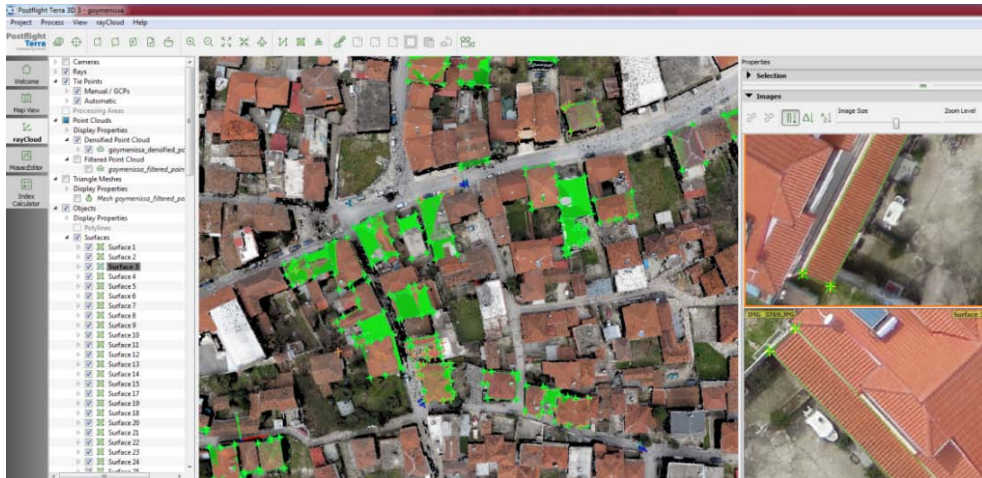 Postflight Terra 3D 3 - goymenissa
Project Process View rayCloud Help
Postflight
Terra
Welcome
Map View
rayCloud
MosaicEditor
Index
Calculator
Cameras
Rays
Tie Points
Manual / GCPs
Automatic
Processing Areas
Point Clouds
Display Properties
Densified Point Cloud
goymenissa_densified_pc
Filtered Point Cloud
goymenissa_filtered_poin
Triangle Meshes
Display Properties
Mesh goymenissa_filtered_po
Objects
Display Properties
Polylines
Surfaces
Surface 1
Surface 2
Surface 3
Surface 4
Surface 5
Surface 6
Surface 7
Surface 8
Surface 9
Surface 10
Surface 11
Surface 12
Surface 13
Surface 14
Surface 15
Surface 17
Surface 19
Surface 18
Surface 20
Surface 21
Surface 22
Surface 23
Surface 24
Properties
Selection
Images
Image Size Zoom Level
IMG_3769.JPG Surface